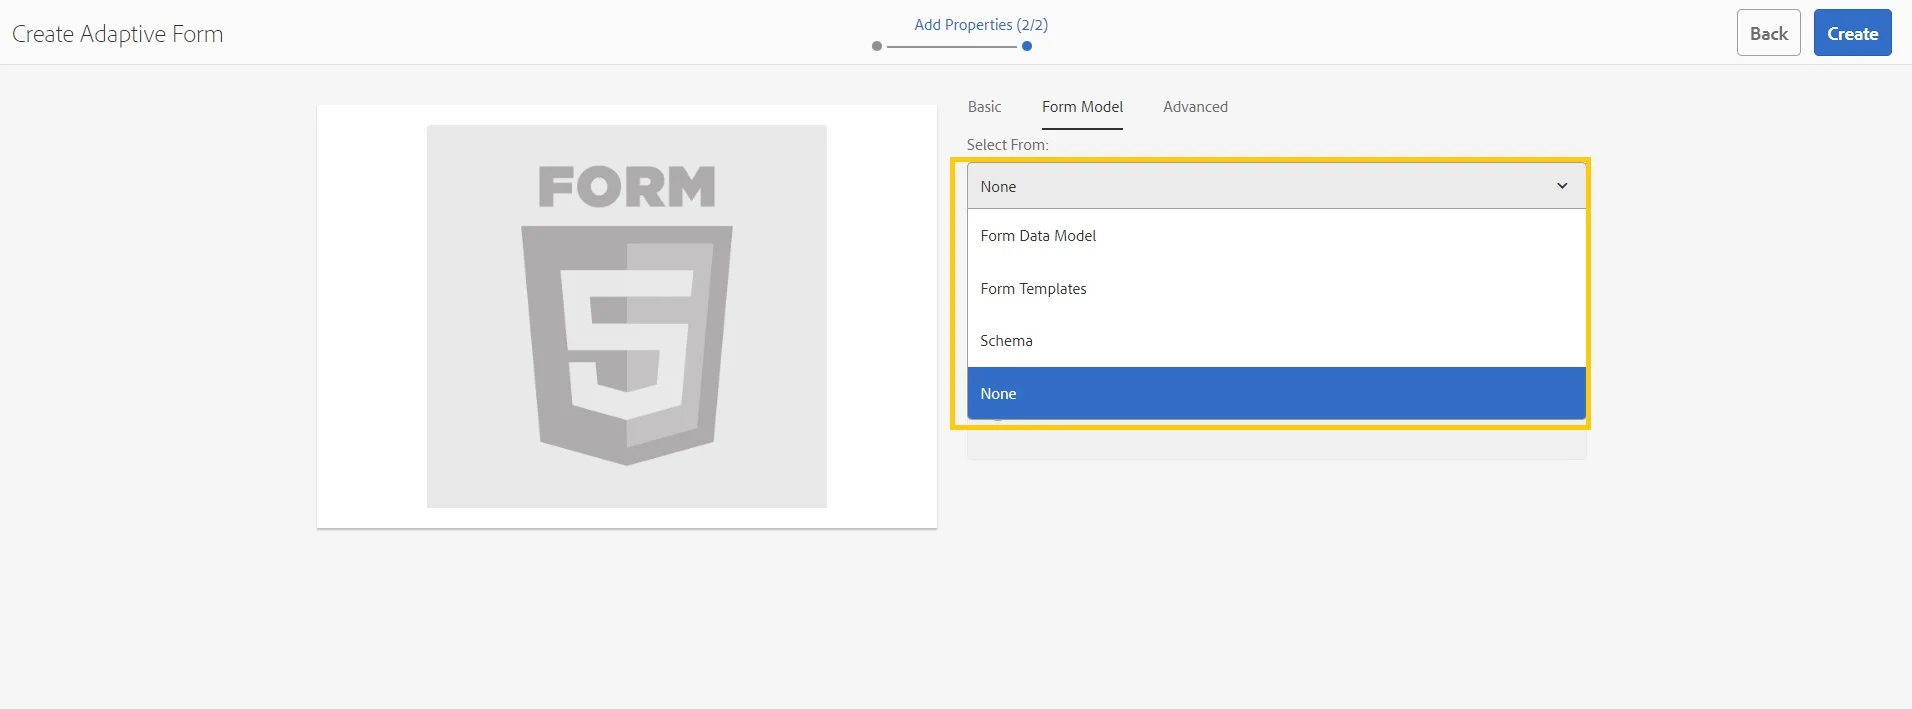 Create Adaptive Form
Add Properties (2/2)
Back
Create
FORM
5
Basic
Form Model
Advanced
Select From:
None
Form Data Model
Form Templates
Schema
None